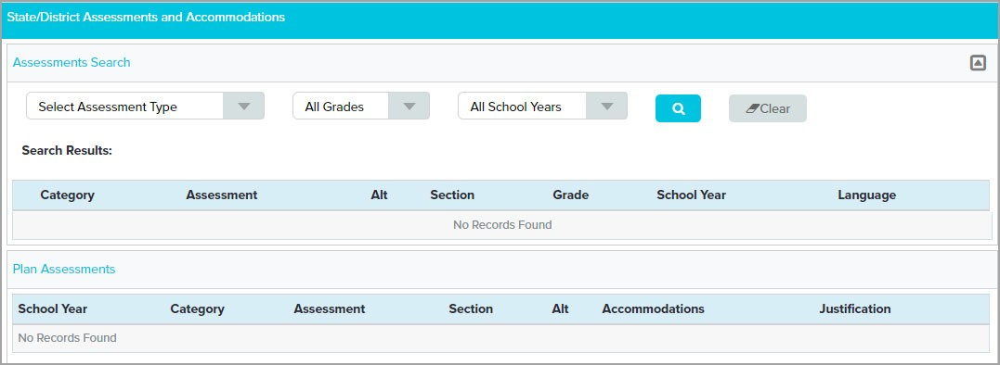 State/District Assessments and Accommodations
Assessments Search
Select Assessment Type All Grades All School Years Clear
Search Results:
Category Assessment Alt Section Grade School Year Language
No Records Found
Plan Assessments
School Year Category Assessment Section Alt Accommodations Justification
No Records Found